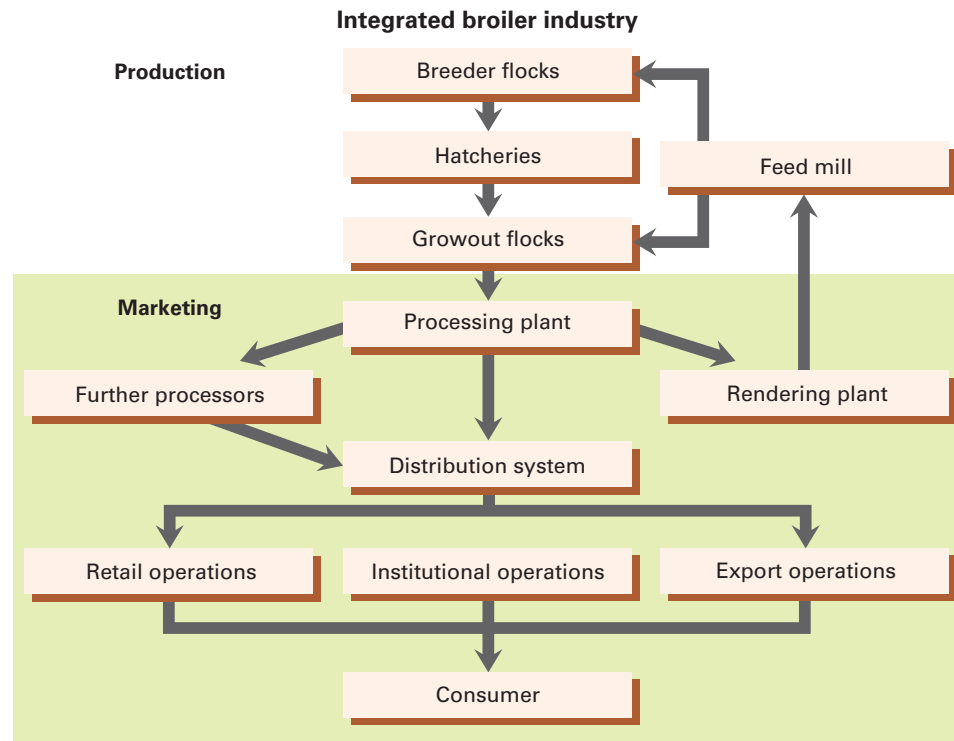 Integrated broiler industry
Production
Breeder flocks
Hatcheries
Feed mill
Growout flocks
Marketing
Processing plant
Further processors
Rendering plant
Distribution system
Retail operations
Institutional operations
Export operations
Consumer